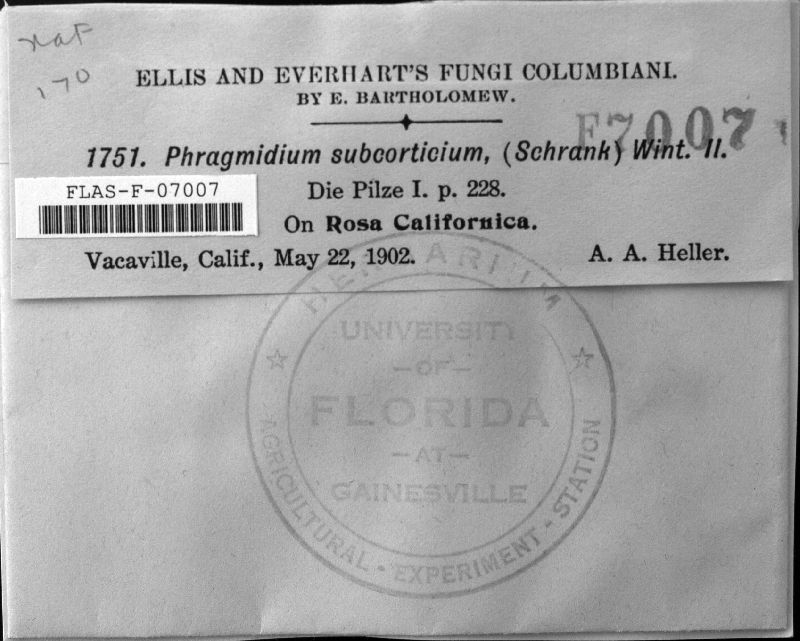 170
ELLIS AND EVERHART'S FUNGI COLUMBIANI.
BY E. BARTHOLOMEW.
F7007
1751. Phragmidium subcorticium, (Schrank) Wint. II.
FLAS-F-07007
Die Pilze I. p. 228.
On Rosa Californica.
Vacaville, Calif., May 22, 1902. A. A. Heller.
HERBARIUM
UNIVERSITY
—OF—
FLORIDA
—AT—
GAINESVILLE
AGRICULTURAL - EXPERIMENT - STATION